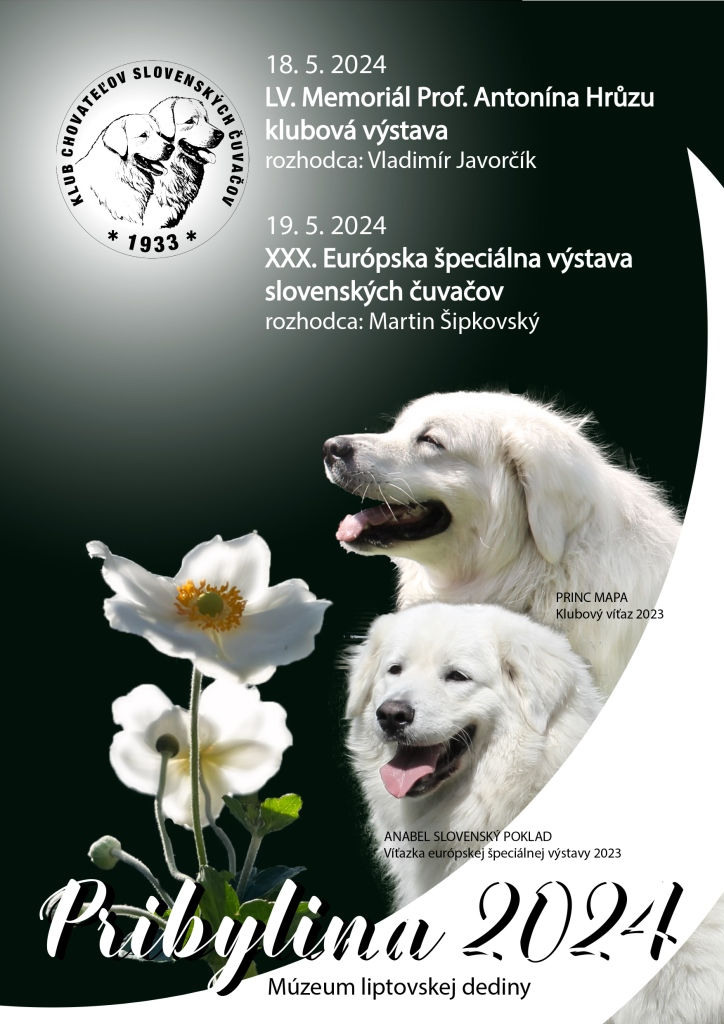 KLUB CHOVATEĽOV SLOVENSKÝCH ČUVAČOV
* 1933 *
18. 5. 2024
LV. Memoriál Prof. Antonína Hrůzu
klubová výstava
rozhodca: Vladimír Javorčík
19. 5. 2024
XXX. Európska špeciálna výstava
slovenských čuvačov
rozhodca: Martin Šipkovský
PRINC MAPA
Klubový víťaz 2023
ANABEL SLOVENSKÝ POKLAD
Víťazka európskej špeciálnej výstavy 2023
Pribylina 2024
Múzeum liptovskej dediny